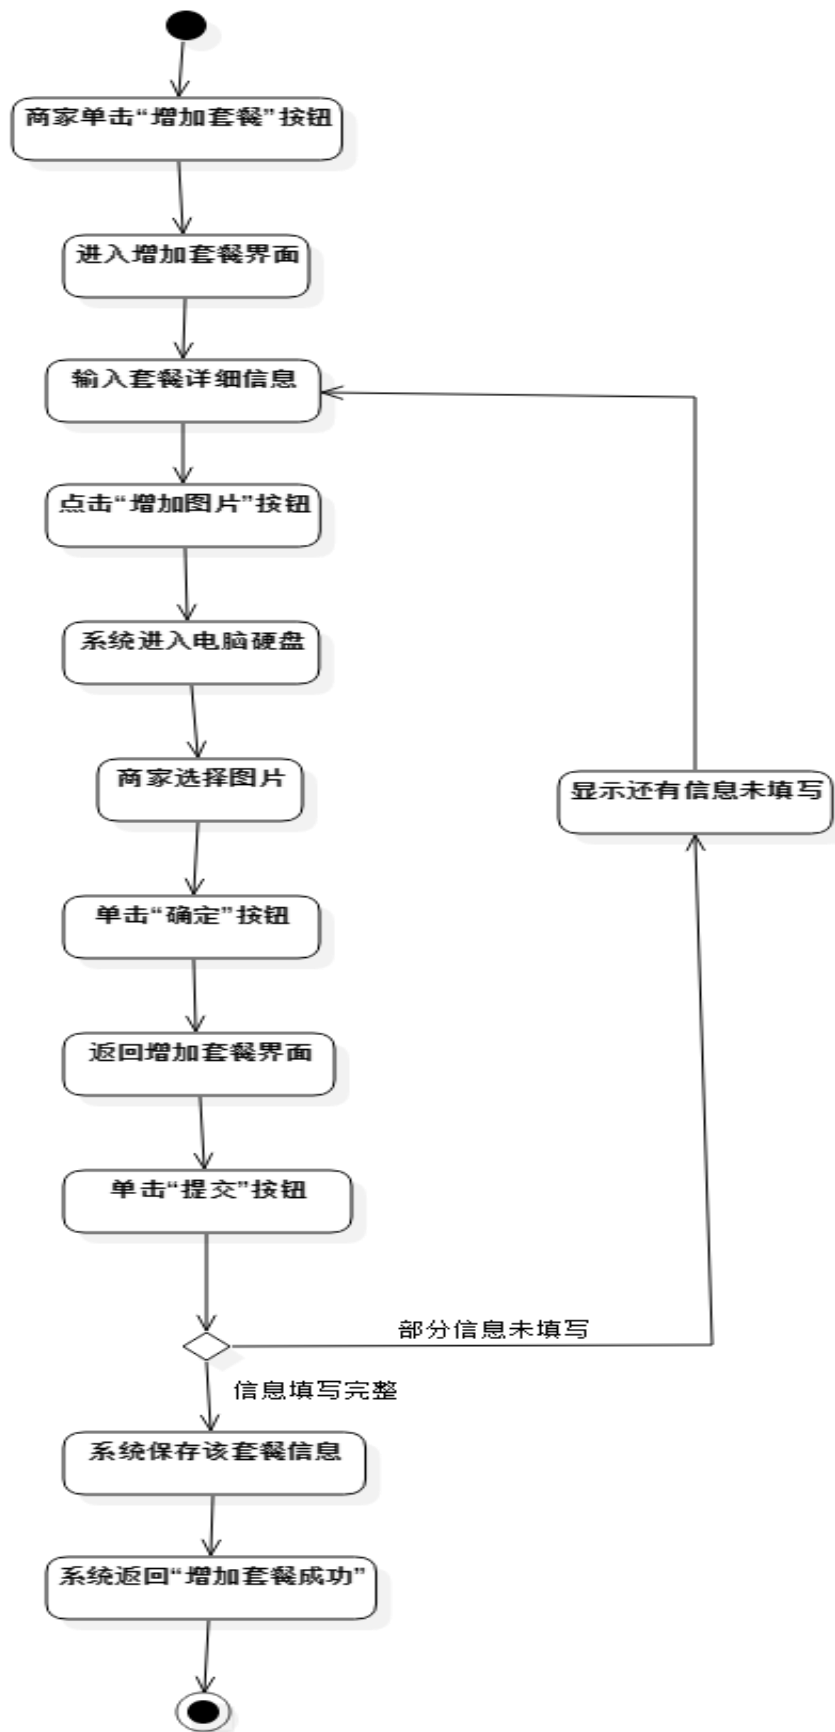 商家单击“增加套餐”按钮
进入增加套餐界面
输入套餐详细信息
点击“增加图片”按钮
系统进入电脑硬盘
商家选择图片
显示还有信息未填写
单击“确定”按钮
返回增加套餐界面
单击“提交”按钮
部分信息未填写
信息填写完整
系统保存该套餐信息
系统返回“增加套餐成功”